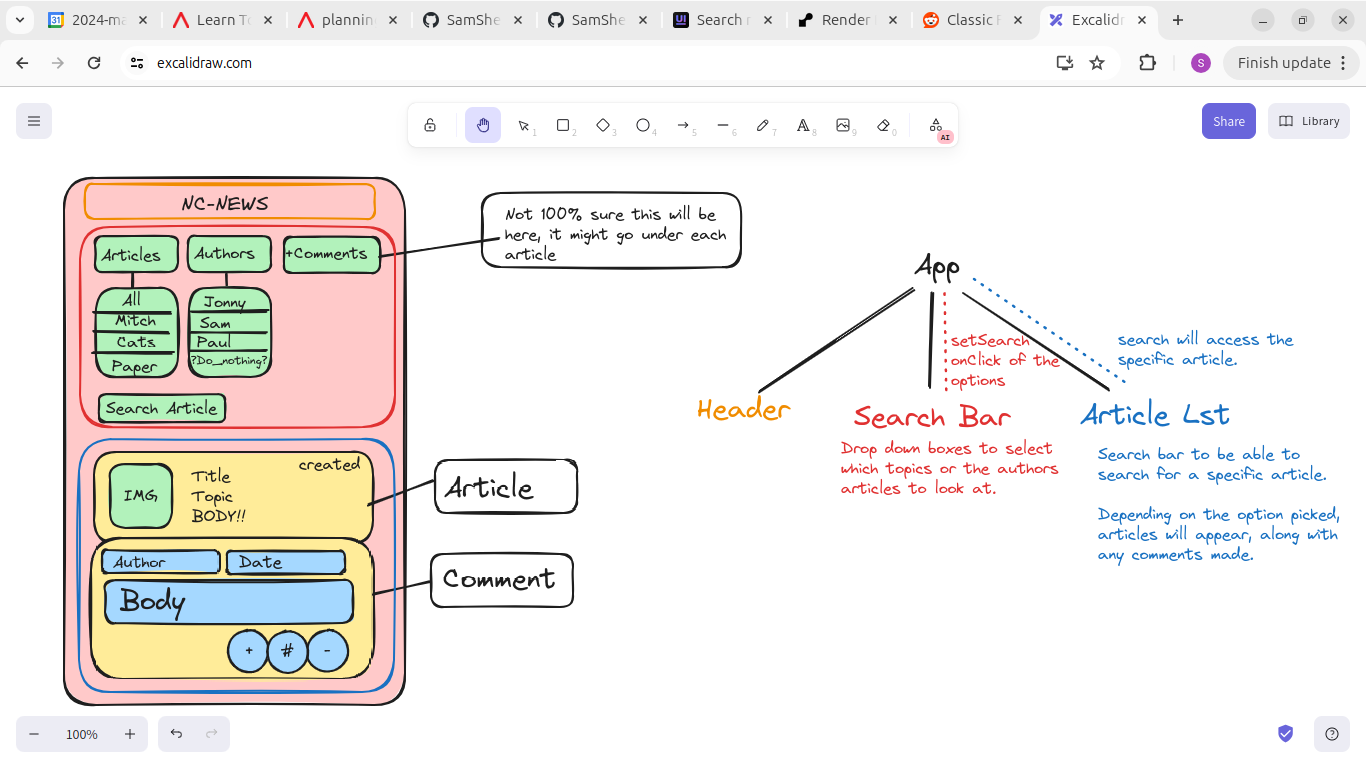 2024-ma
Learn To
planning
SamShe
SamShe
Search r
Render
Classic F
Excalidr
excalidraw.com
S
Finish update
1
2
3
4
5
6
7
8
9
0
AI
Share
Library
NC-NEWS
Articles
Authors
+Comments
All
Mitch
Cats
Paper
Jonny
Sam
Paul
?Do_nothing?
Search Article
Not 100% sure this will be
here, it might go under each
article
IMG
Title
Topic
BODY!!
created
Author
Date
Body
+
#
-
Article
Comment
App
setSearch
onClick of the
options
search will access the
specific article.
Header
Search Bar
Drop down boxes to select
which topics or the authors
articles to look at.
Article Lst
Search bar to be able to
search for a specific article.
Depending on the option picked,
articles will appear, along with
any comments made.
100%